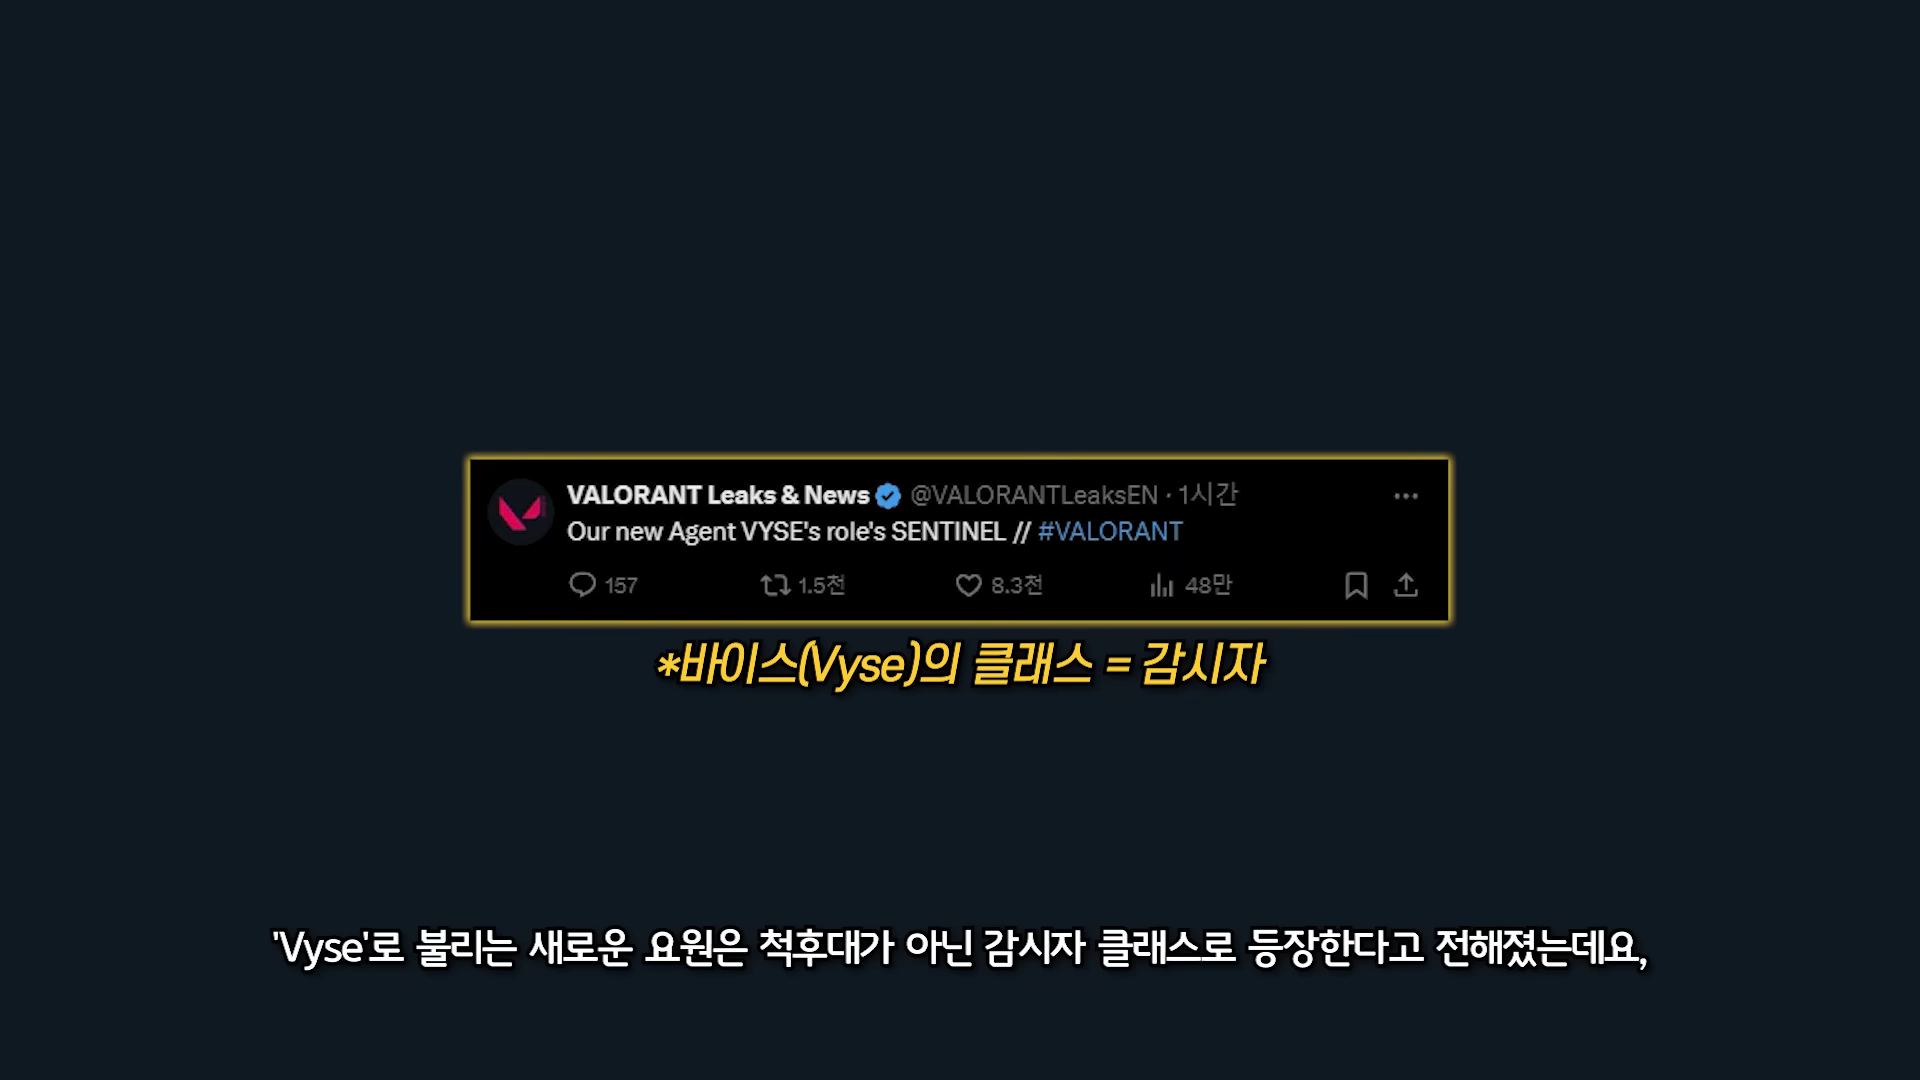 VALORANT Leaks & News @VALORANTLeaksEN · 1시간
Our new Agent VYSE's role's SENTINEL // #VALORANT
157 1.5천 8.3천 48만
*바이스(Vyse)의 클래스 = 감시자
'Vyse'로 불리는 새로운 요원은 척후대가 아닌 감시자 클래스로 등장한다고 전해졌는데요,